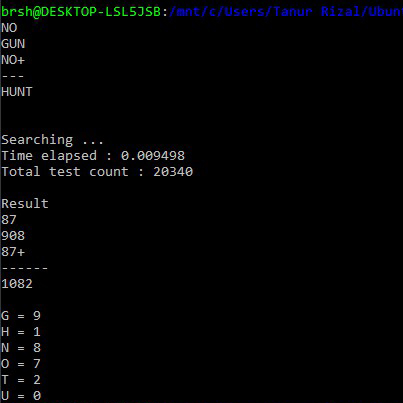 brsh@DESKTOP-LSL5JSB:/mnt/c/Users/Tanur Rizal/Ubun
NO
GUN
NO+
---
HUNT
Searching ...
Time elapsed : 0.009498
Total test count : 20340
Result
87
908
87+
------
1082
G = 9
H = 1
N = 8
O = 7
T = 2
U = 0